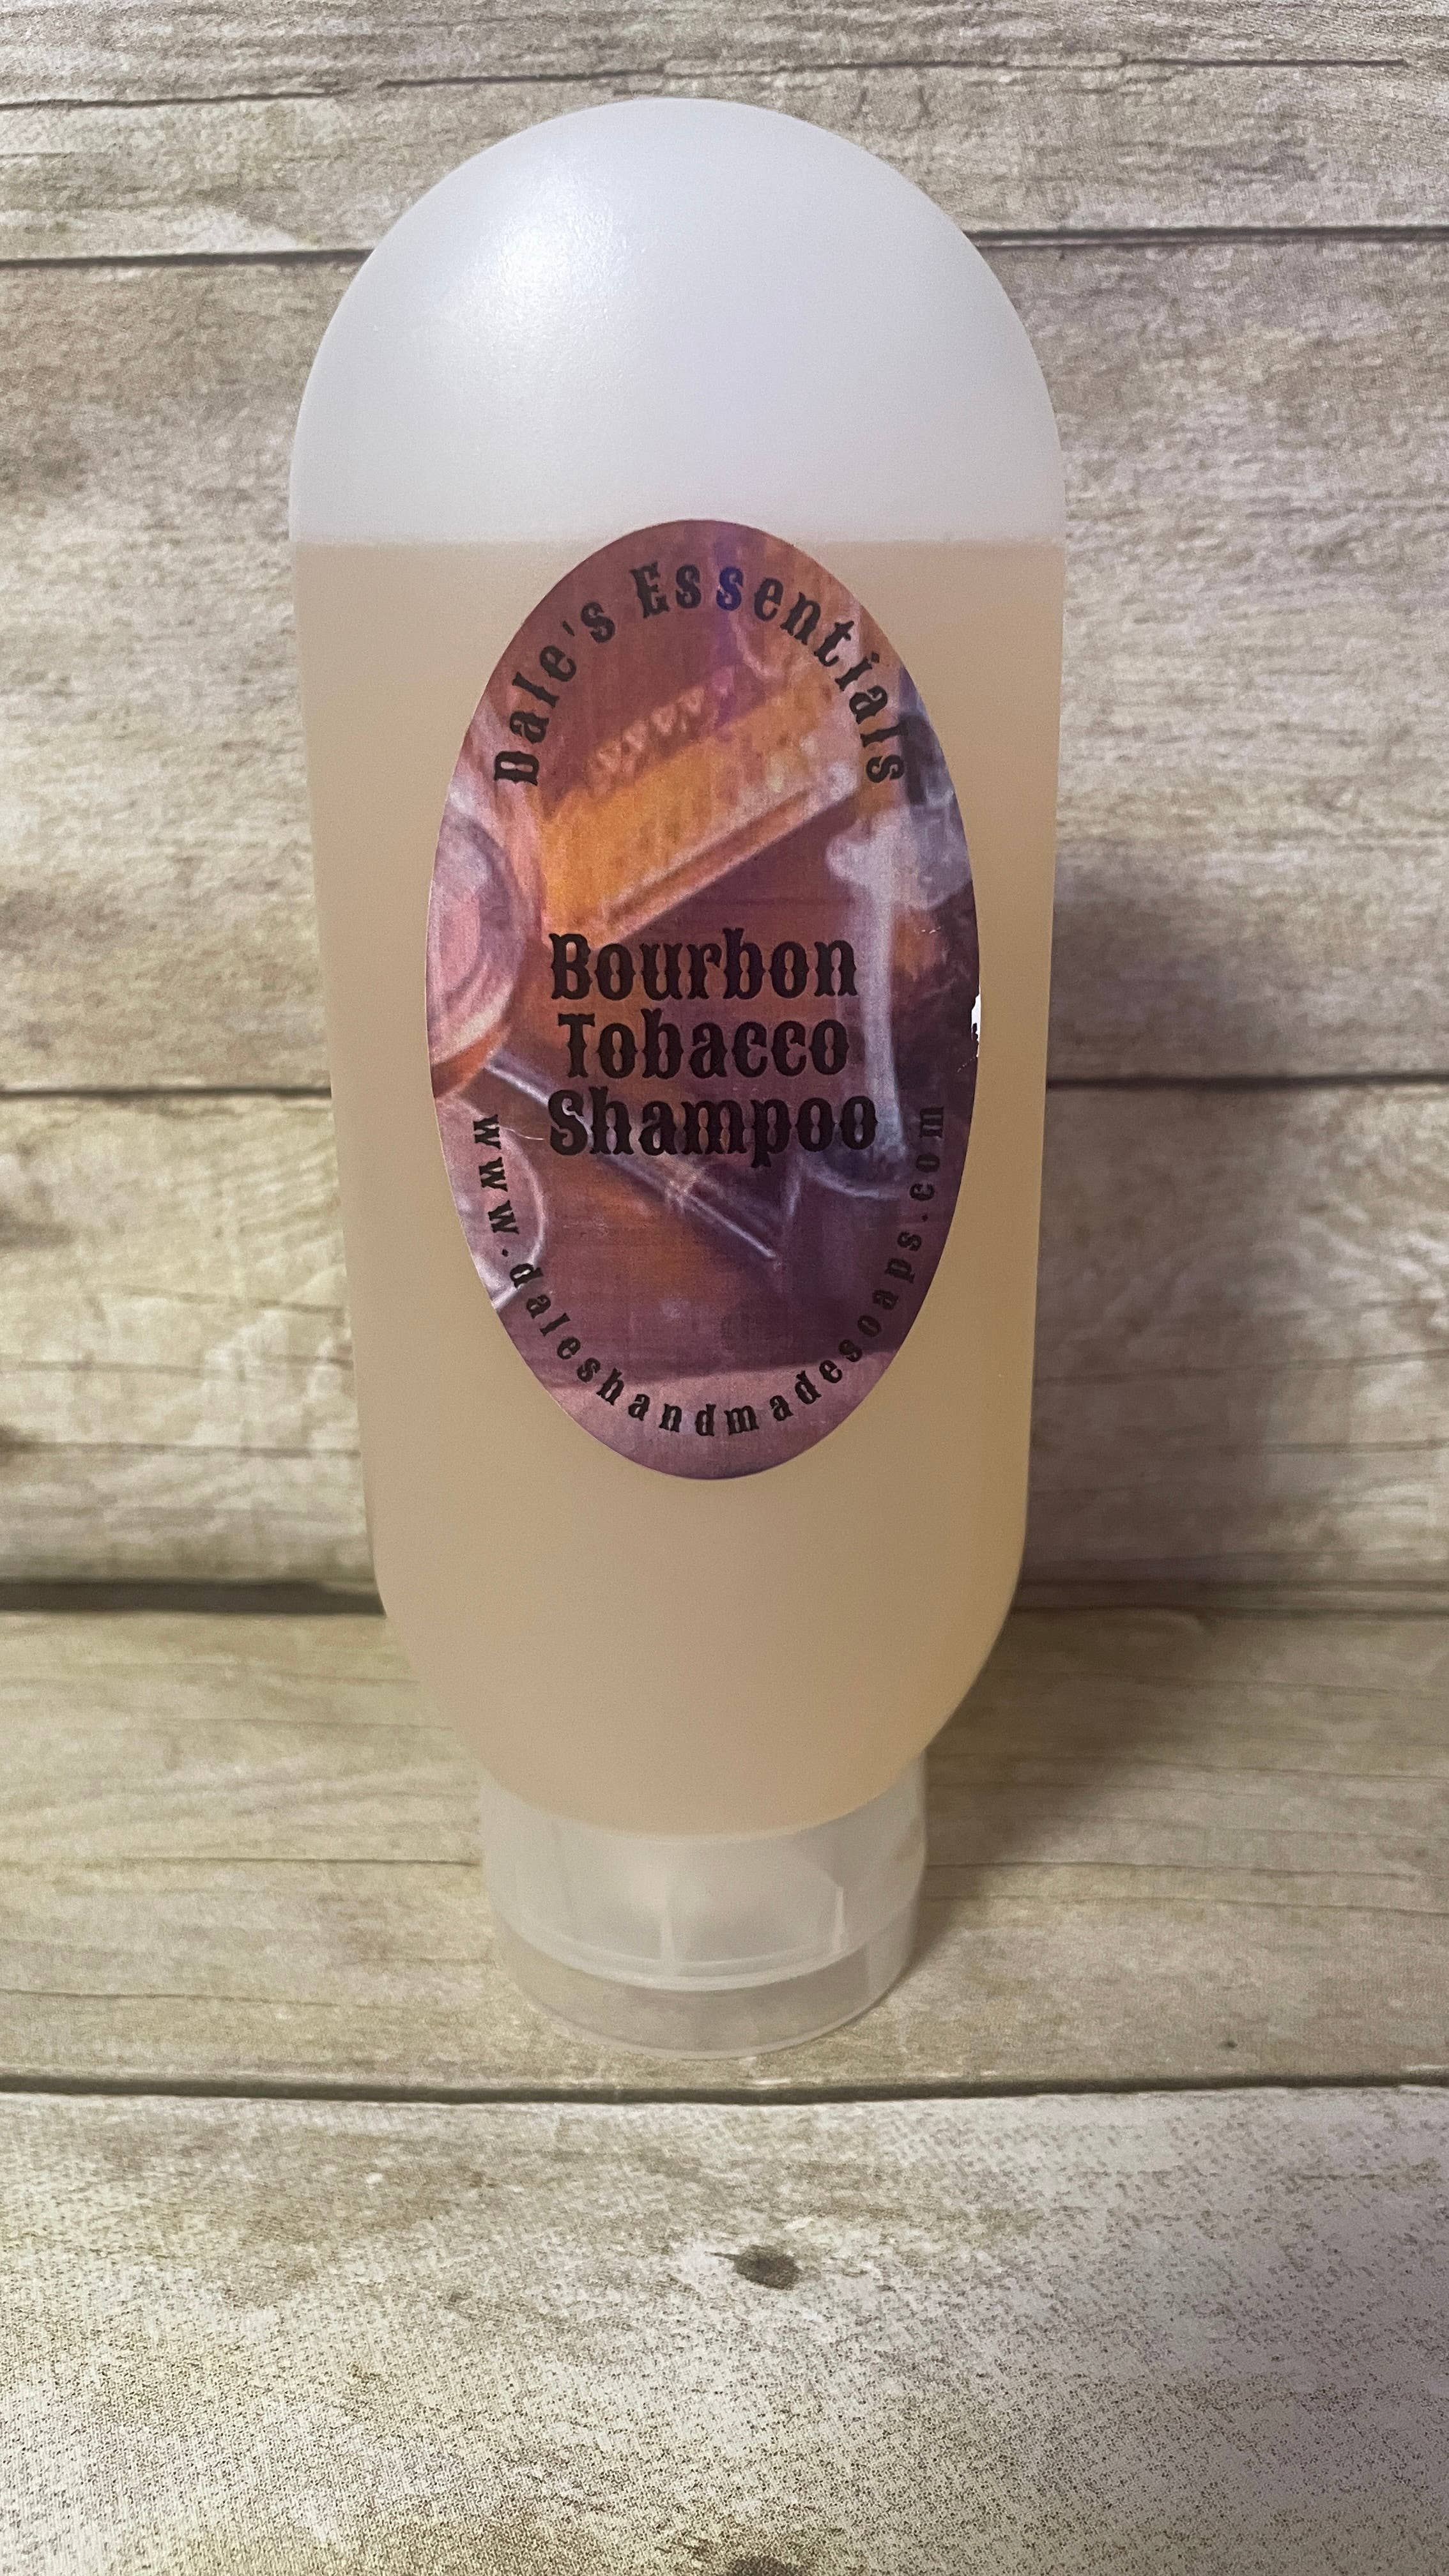 Dale's Essentials
Bourbon
Tobacco
Shampoo
www.daleshandmadesoaps.com